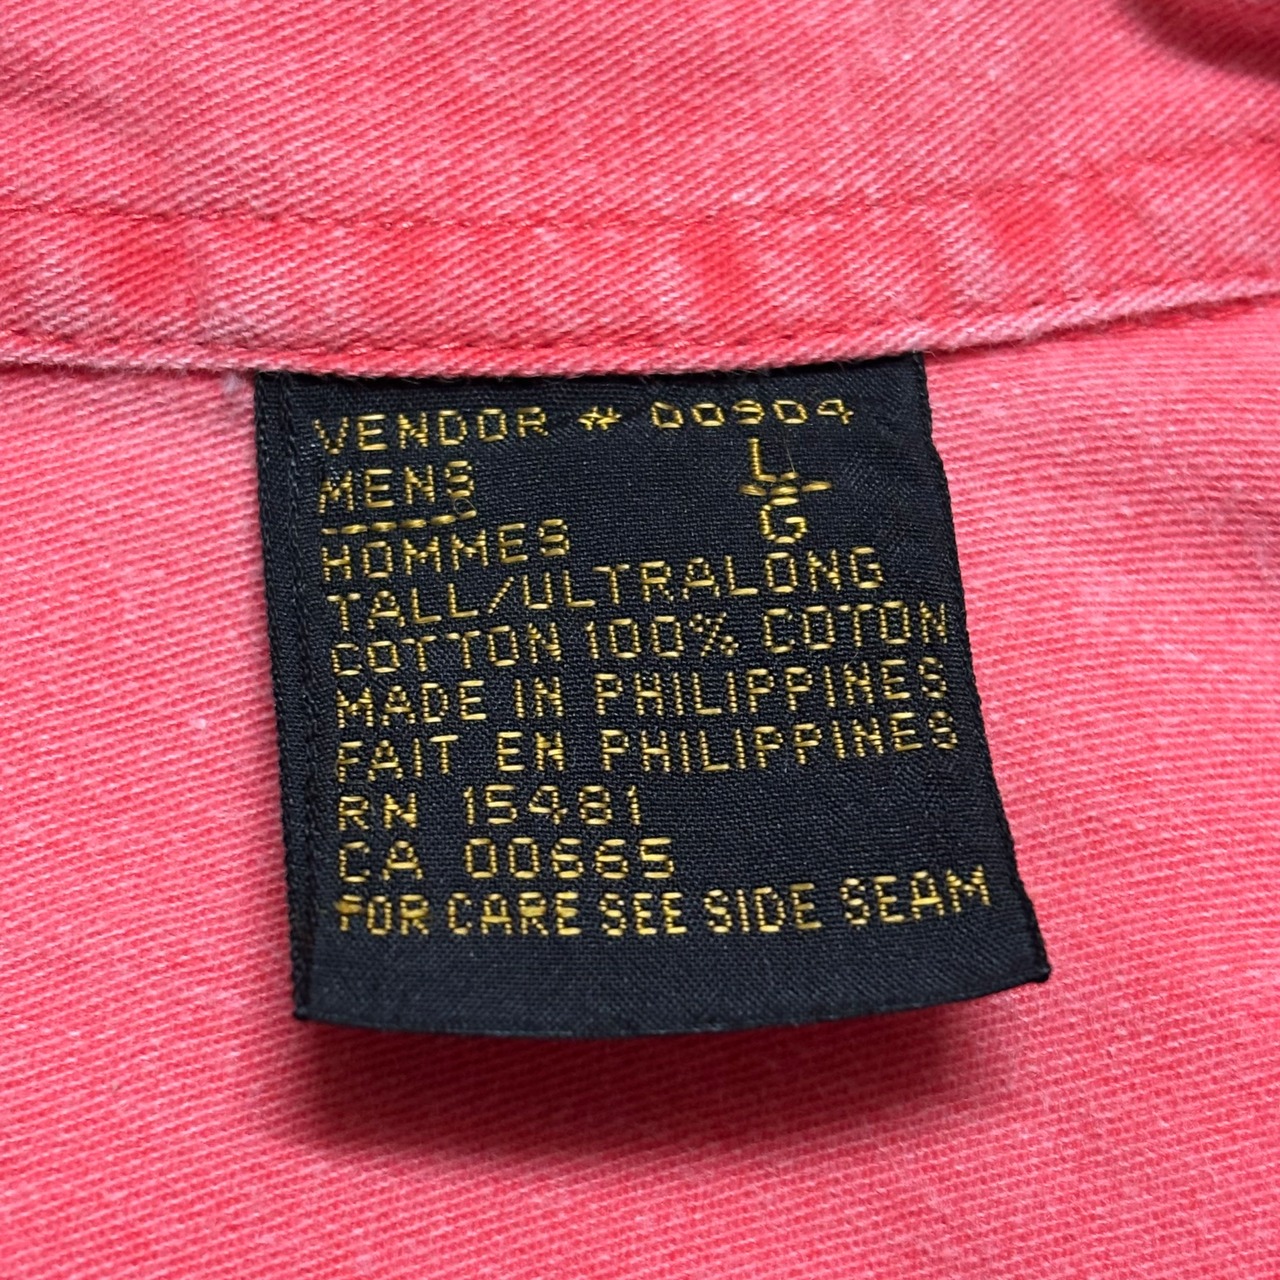 VENDOR # 00904
MENS L
HOMMES G
TALL/ULTRALONG
COTTON 100% COTON
MADE IN PHILIPPINES
FAIT EN PHILIPPINES
RN 15481
CA 00665
FOR CARE SEE SIDE SEAM